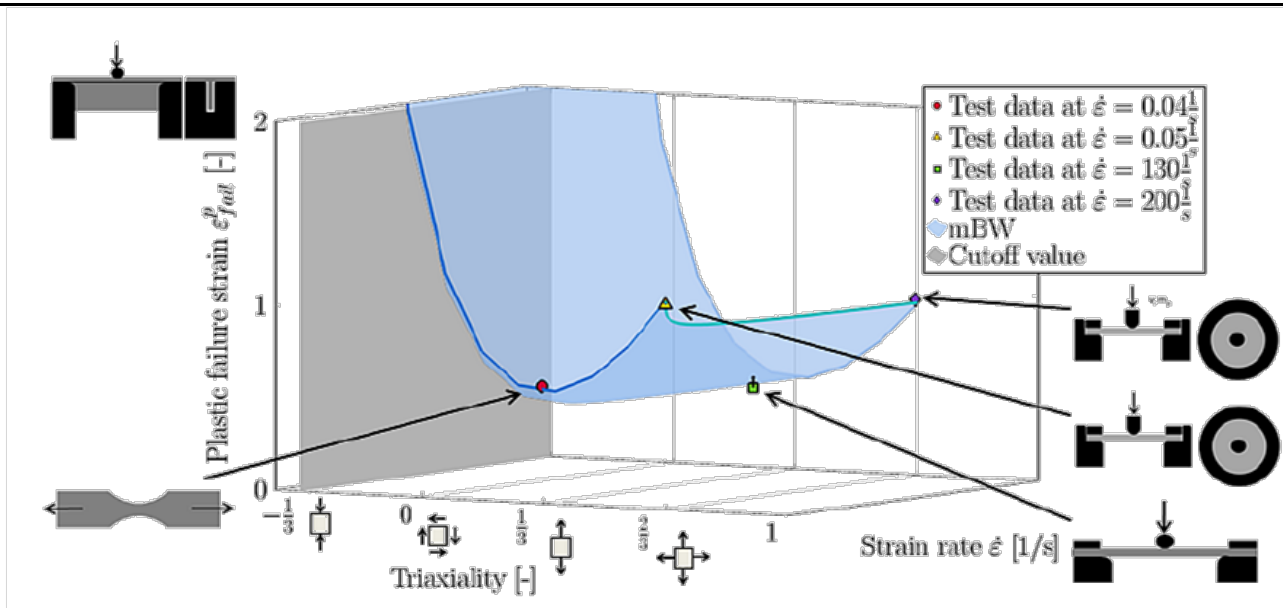 Test data at ε̇ = 0.04 1/s
Test data at ε̇ = 0.05 1/s
Test data at ε̇ = 130 1/s
Test data at ε̇ = 200 1/s
mBW
Cutoff value
Plastic failure strain ε^p_fail [-]
2
1
0
-1/3
0
1/3
2/3
1
Triaxiality [-]
Strain rate ε̇ [1/s]